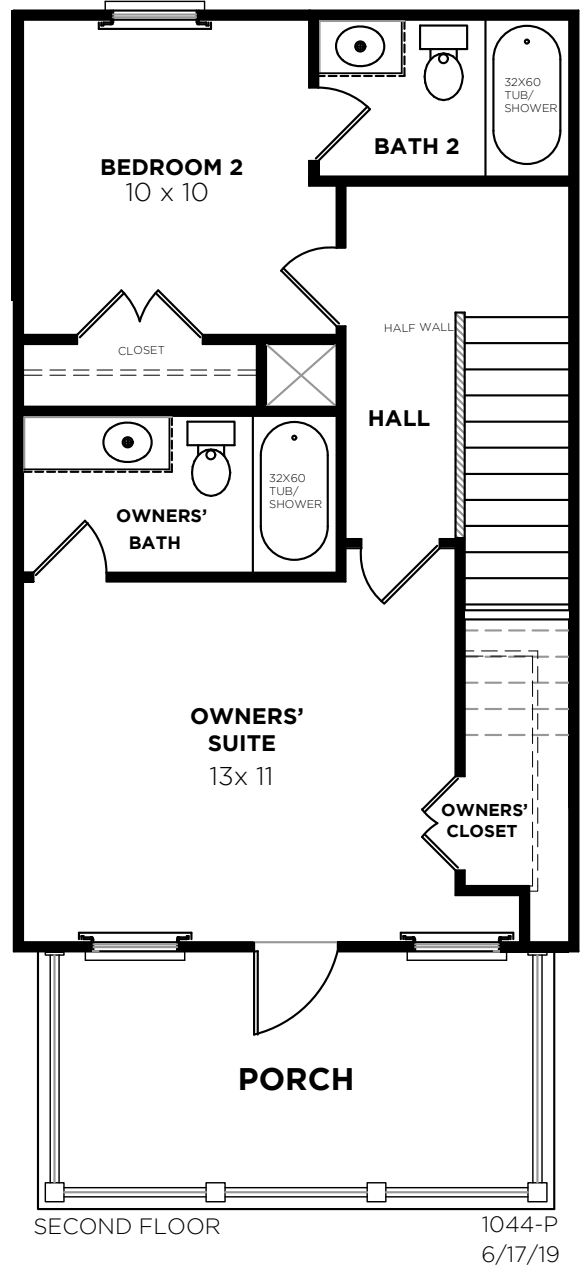 32X60
TUB/
SHOWER
BATH 2
BEDROOM 2
10 x 10
HALF WALL
CLOSET
HALL
32X60
TUB/
SHOWER
OWNERS'
BATH
OWNERS'
SUITE
13x 11
OWNERS'
CLOSET
PORCH
SECOND FLOOR
1044-P
6/17/19